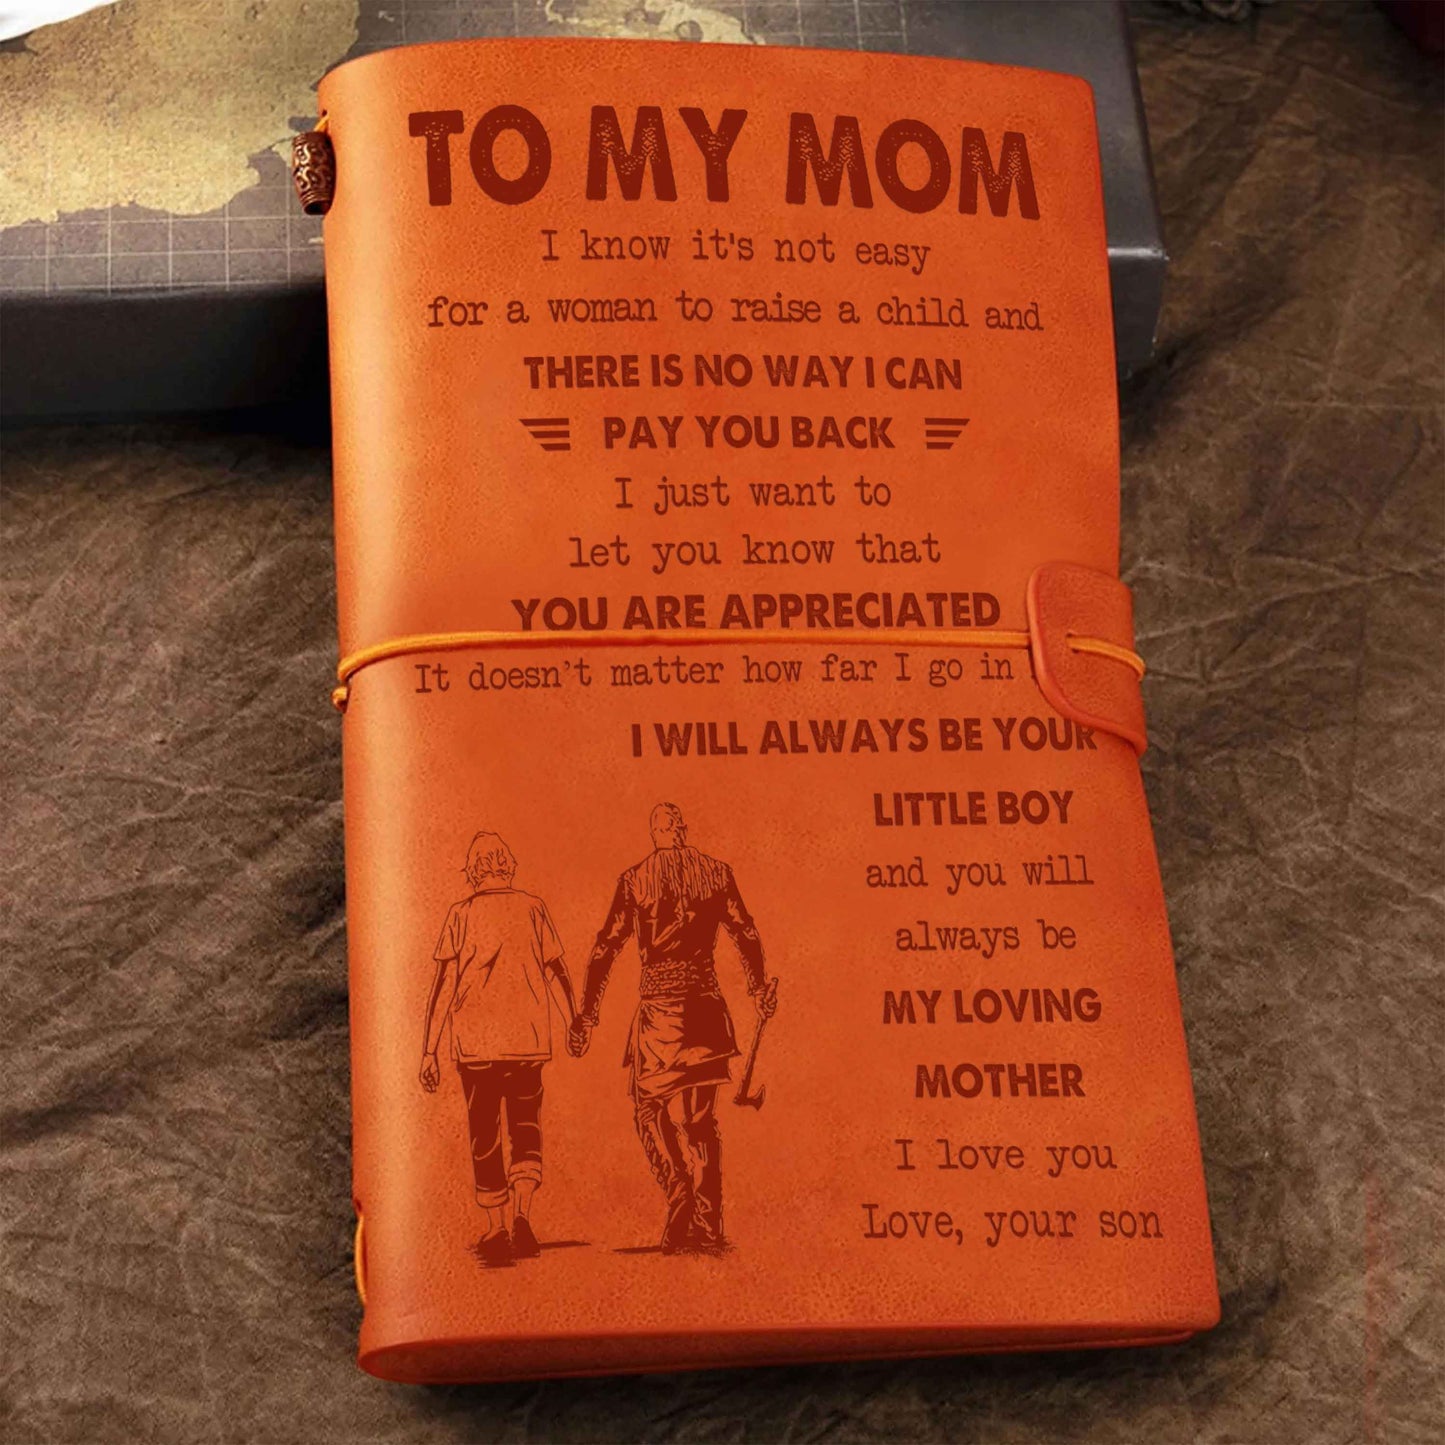 TO MY MOM
I know it's not easy
for a woman to raise a child and
THERE IS NO WAY I CAN
PAY YOU BACK
I just want to
let you know that
YOU ARE APPRECIATED
It doesn't matter how far I go in
I WILL ALWAYS BE YOUR
LITTLE BOY
and you will
always be
MY LOVING
MOTHER
I love you
Love, your son